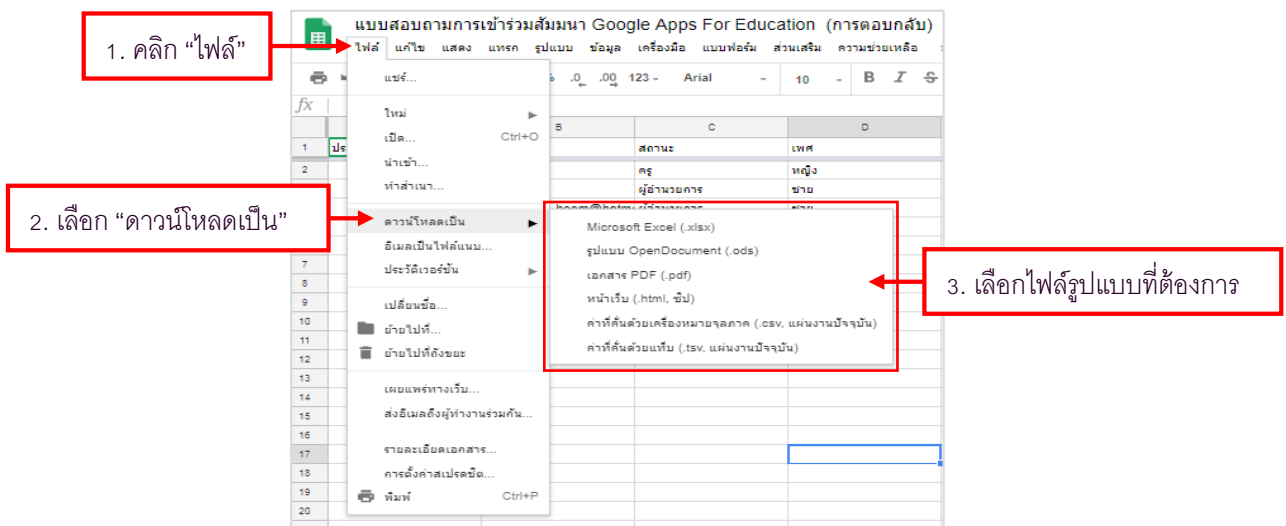 แบบสอบถามการเข้าร่วมสัมมนา Google Apps For Education (การตอบกลับ)
1. คลิก “ไฟล์”
ไฟล์ แก้ไข แสดง แทรก รูปแบบ ข้อมูล เครื่องมือ แบบฟอร์ม ส่วนเสริม ความช่วยเหลือ
.0 .00 123 - Arial - 10 - B I S
fx
แชร์...
ใหม่
เปิด... Ctrl+O
นำเข้า...
ทำสำเนา...
B C D
1 ประ สถานะ เพศ
2 ครู หญิง
ผู้อำนวยการ ชาย
2. เลือก “ดาวน์โหลดเป็น”
ดาวน์โหลดเป็น
อีเมลเป็นไฟล์แนบ...
ประวัติเวอร์ชัน
เปลี่ยนชื่อ...
ย้ายไปที่...
ย้ายไปที่ถังขยะ
เผยแพร่ทางเว็บ...
ส่งอีเมลถึงผู้ทำงานร่วมกัน...
รายละเอียดเอกสาร...
การตั้งค่าสเปรดชีต...
พิมพ์ Ctrl+P
Microsoft Excel (.xlsx)
รูปแบบ OpenDocument (.ods)
เอกสาร PDF (.pdf)
หน้าเว็บ (.html, ซิป)
ค่าที่คั่นด้วยเครื่องหมายจุลภาค (.csv, แผ่นงานปัจจุบัน)
ค่าที่คั่นด้วยแท็บ (.tsv, แผ่นงานปัจจุบัน)
3. เลือกไฟล์รูปแบบที่ต้องการ
7
8
9
10
11
12
13
14
15
16
17
18
19
20